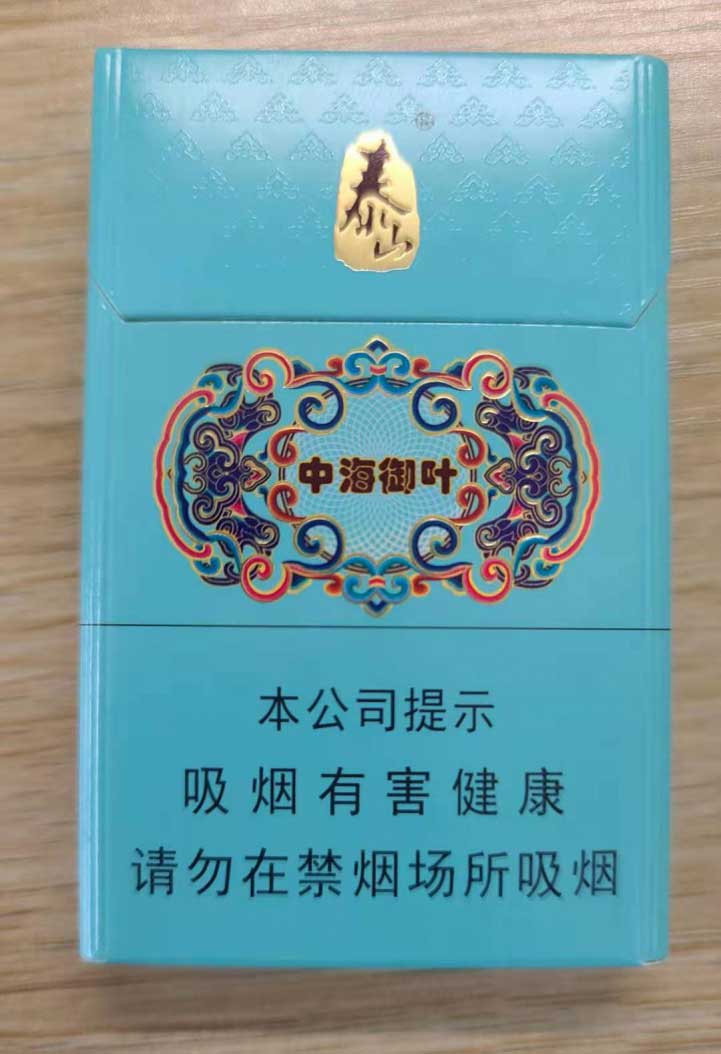 泰山
中海御叶
本公司提示
吸烟有害健康
请勿在禁烟场所吸烟